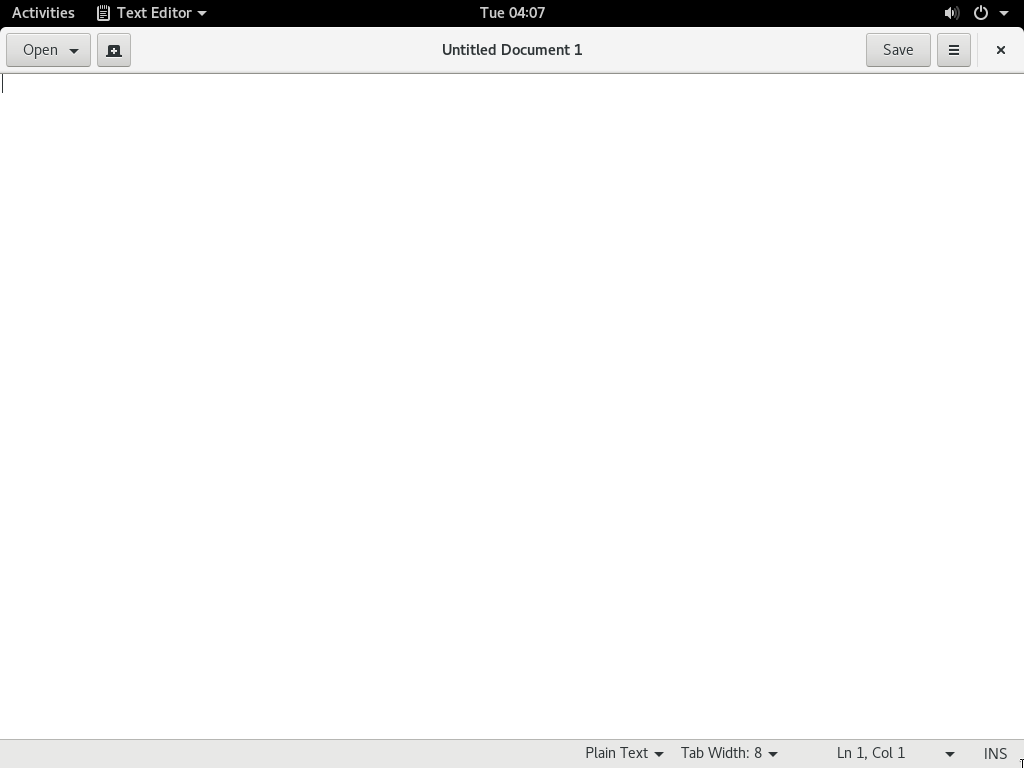 Activities Text Editor Tue 04:07
Open Untitled Document 1 Save
Plain Text Tab Width: 8 Ln 1, Col 1 INS